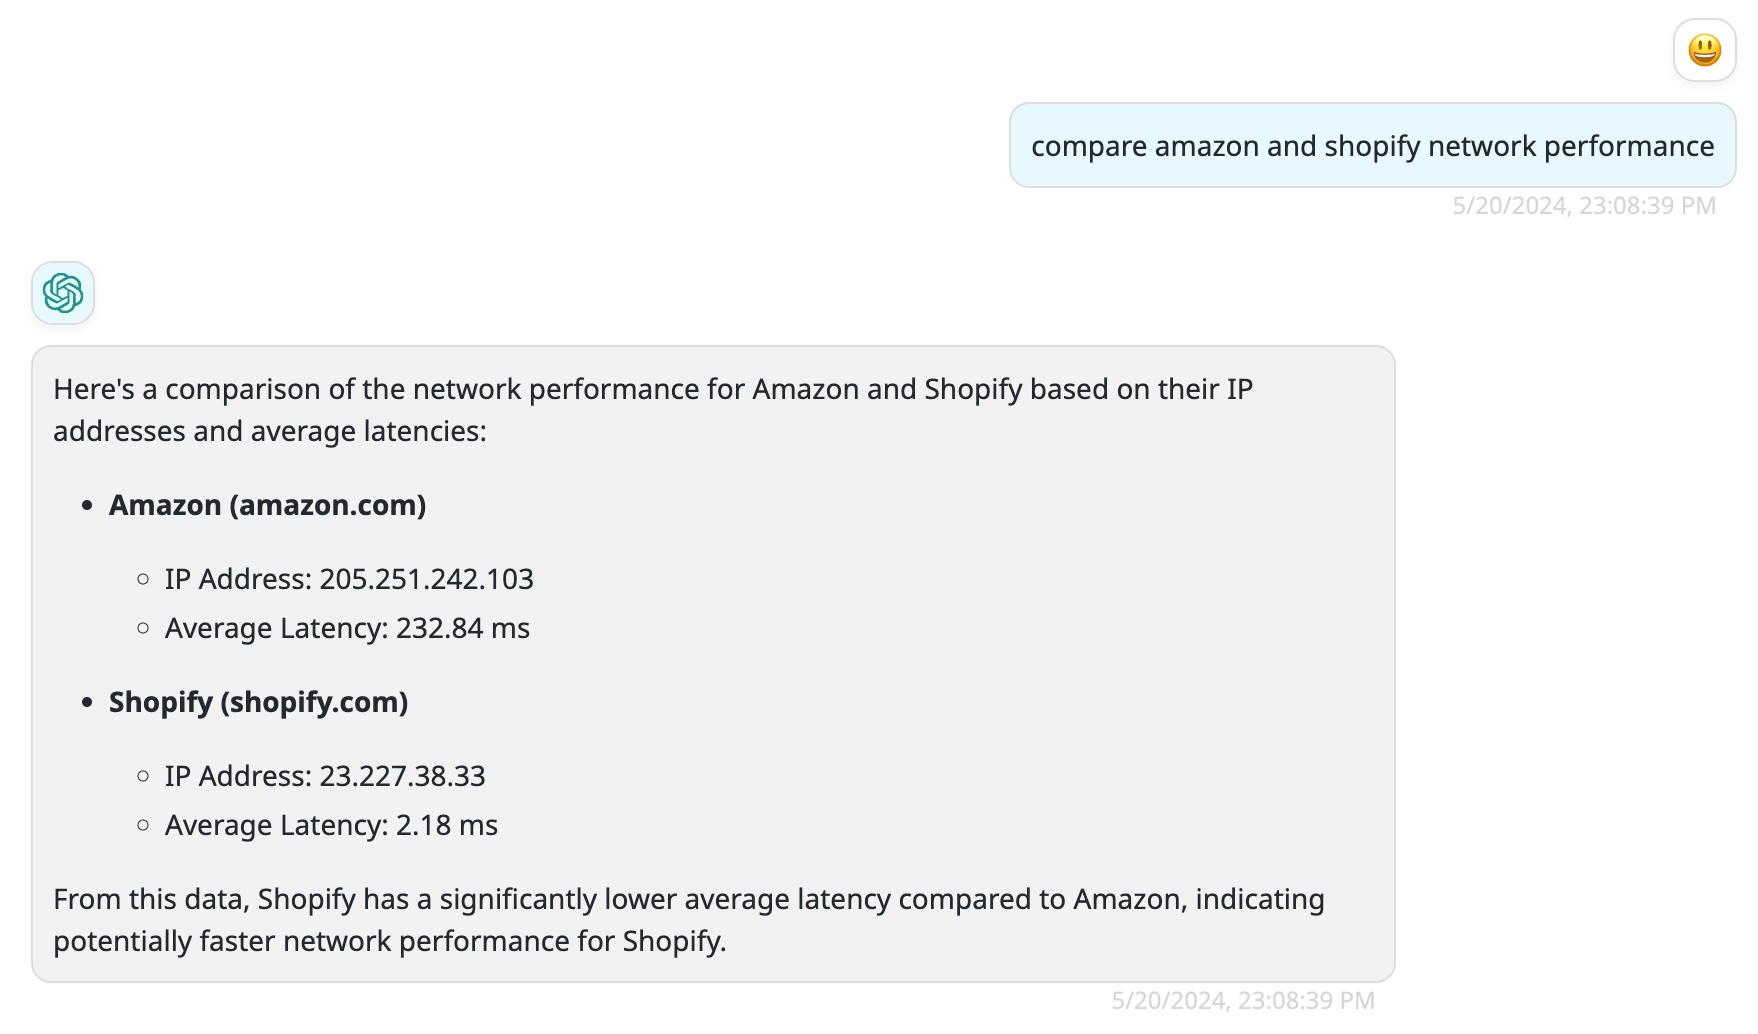 compare amazon and shopify network performance
5/20/2024, 23:08:39 PM
Here's a comparison of the network performance for Amazon and Shopify based on their IP
addresses and average latencies:
Amazon (amazon.com)
IP Address: 205.251.242.103
Average Latency: 232.84 ms
Shopify (shopify.com)
IP Address: 23.227.38.33
Average Latency: 2.18 ms
From this data, Shopify has a significantly lower average latency compared to Amazon, indicating
potentially faster network performance for Shopify.
5/20/2024, 23:08:39 PM